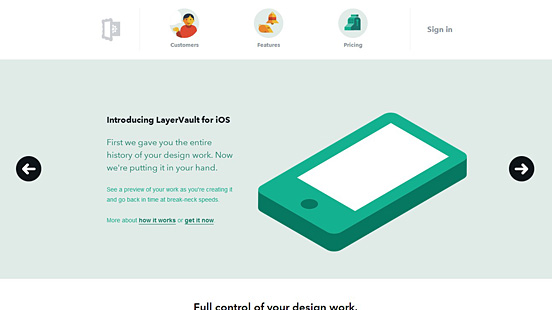 Customers
Features
Pricing
Sign in
Introducing LayerVault for iOS
First we gave you the entire
history of your design work. Now
we're putting it in your hand.
See a preview of your work as you're creating it
and go back in time at break-neck speeds.
More about how it works or get it now.
Full control of your design work.